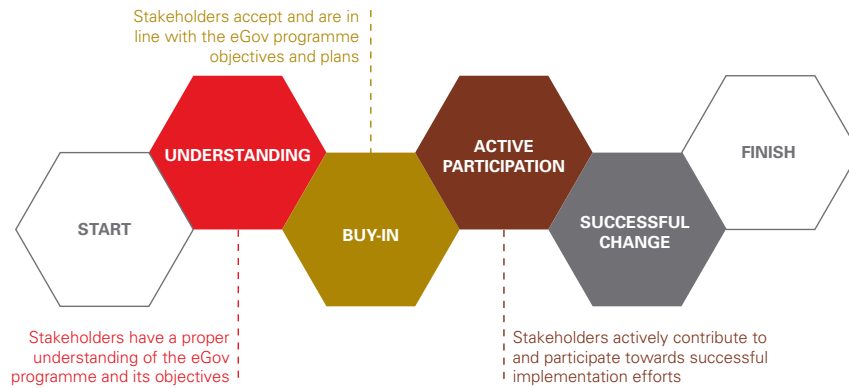 Stakeholders accept and are in
line with the eGov programme
objectives and plans
START
UNDERSTANDING
BUY-IN
ACTIVE
PARTICIPATION
SUCCESSFUL
CHANGE
FINISH
Stakeholders have a proper
understanding of the eGov
programme and its objectives
Stakeholders actively contribute to
and participate towards successful
implementation efforts